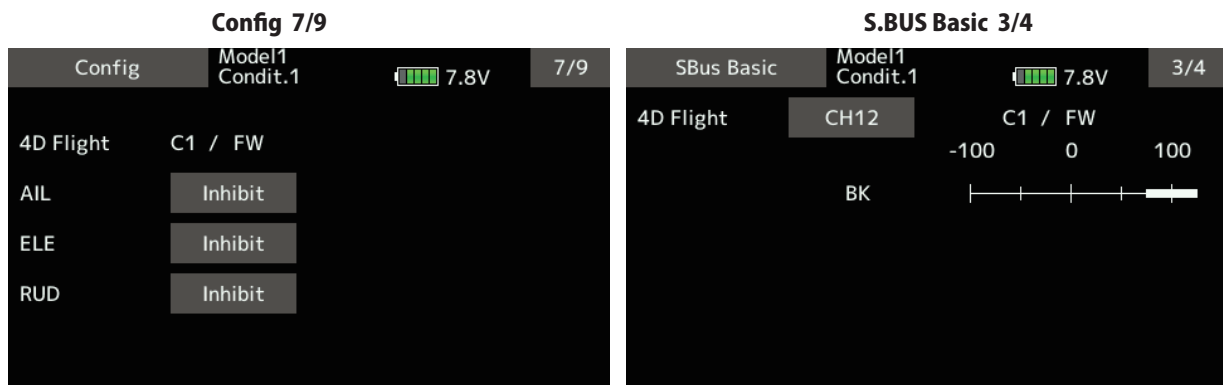 Config 7/9
Config
Model1
Condit.1
7.8V
7/9
4D Flight C1 / FW
AIL Inhibit
ELE Inhibit
RUD Inhibit
S.BUS Basic 3/4
SBus Basic
Model1
Condit.1
7.8V
3/4
4D Flight CH12 C1 / FW
-100 0 100
BK